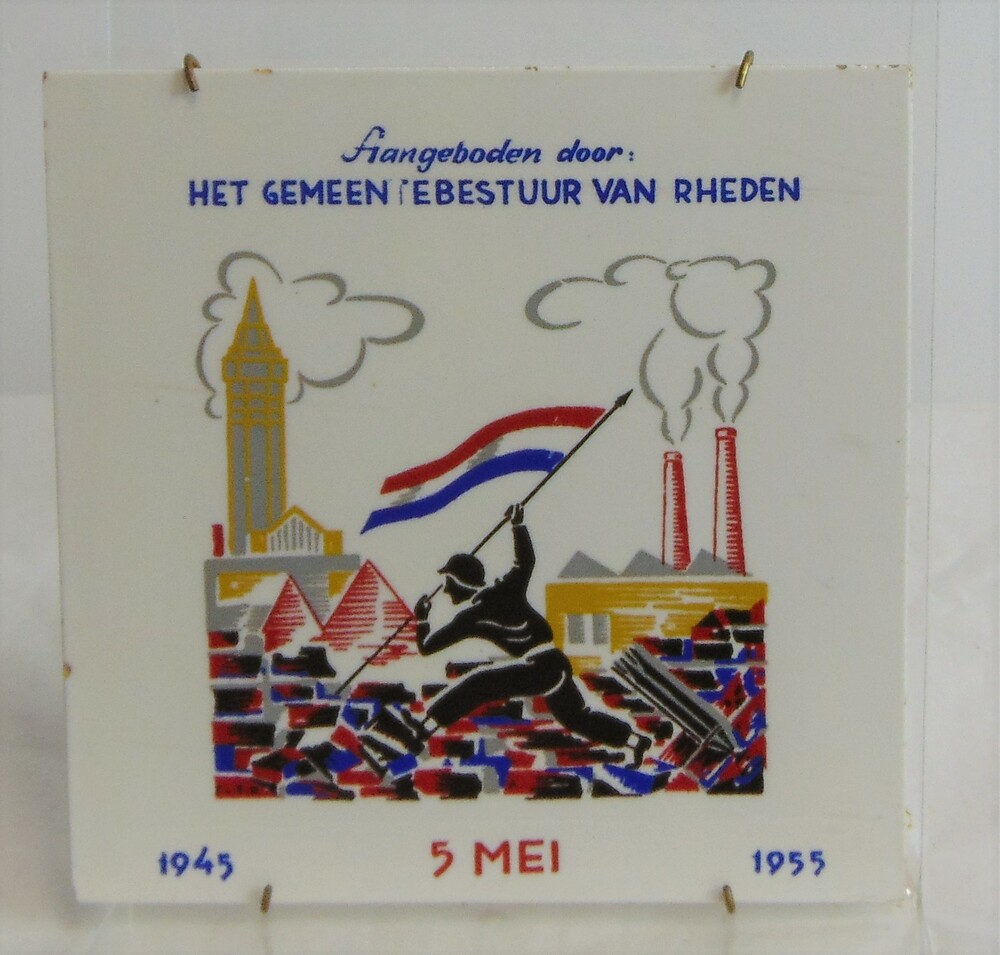 Aangeboden door:
HET GEMEENTEBESTUUR VAN RHEDEN
1945 5 MEI 1955